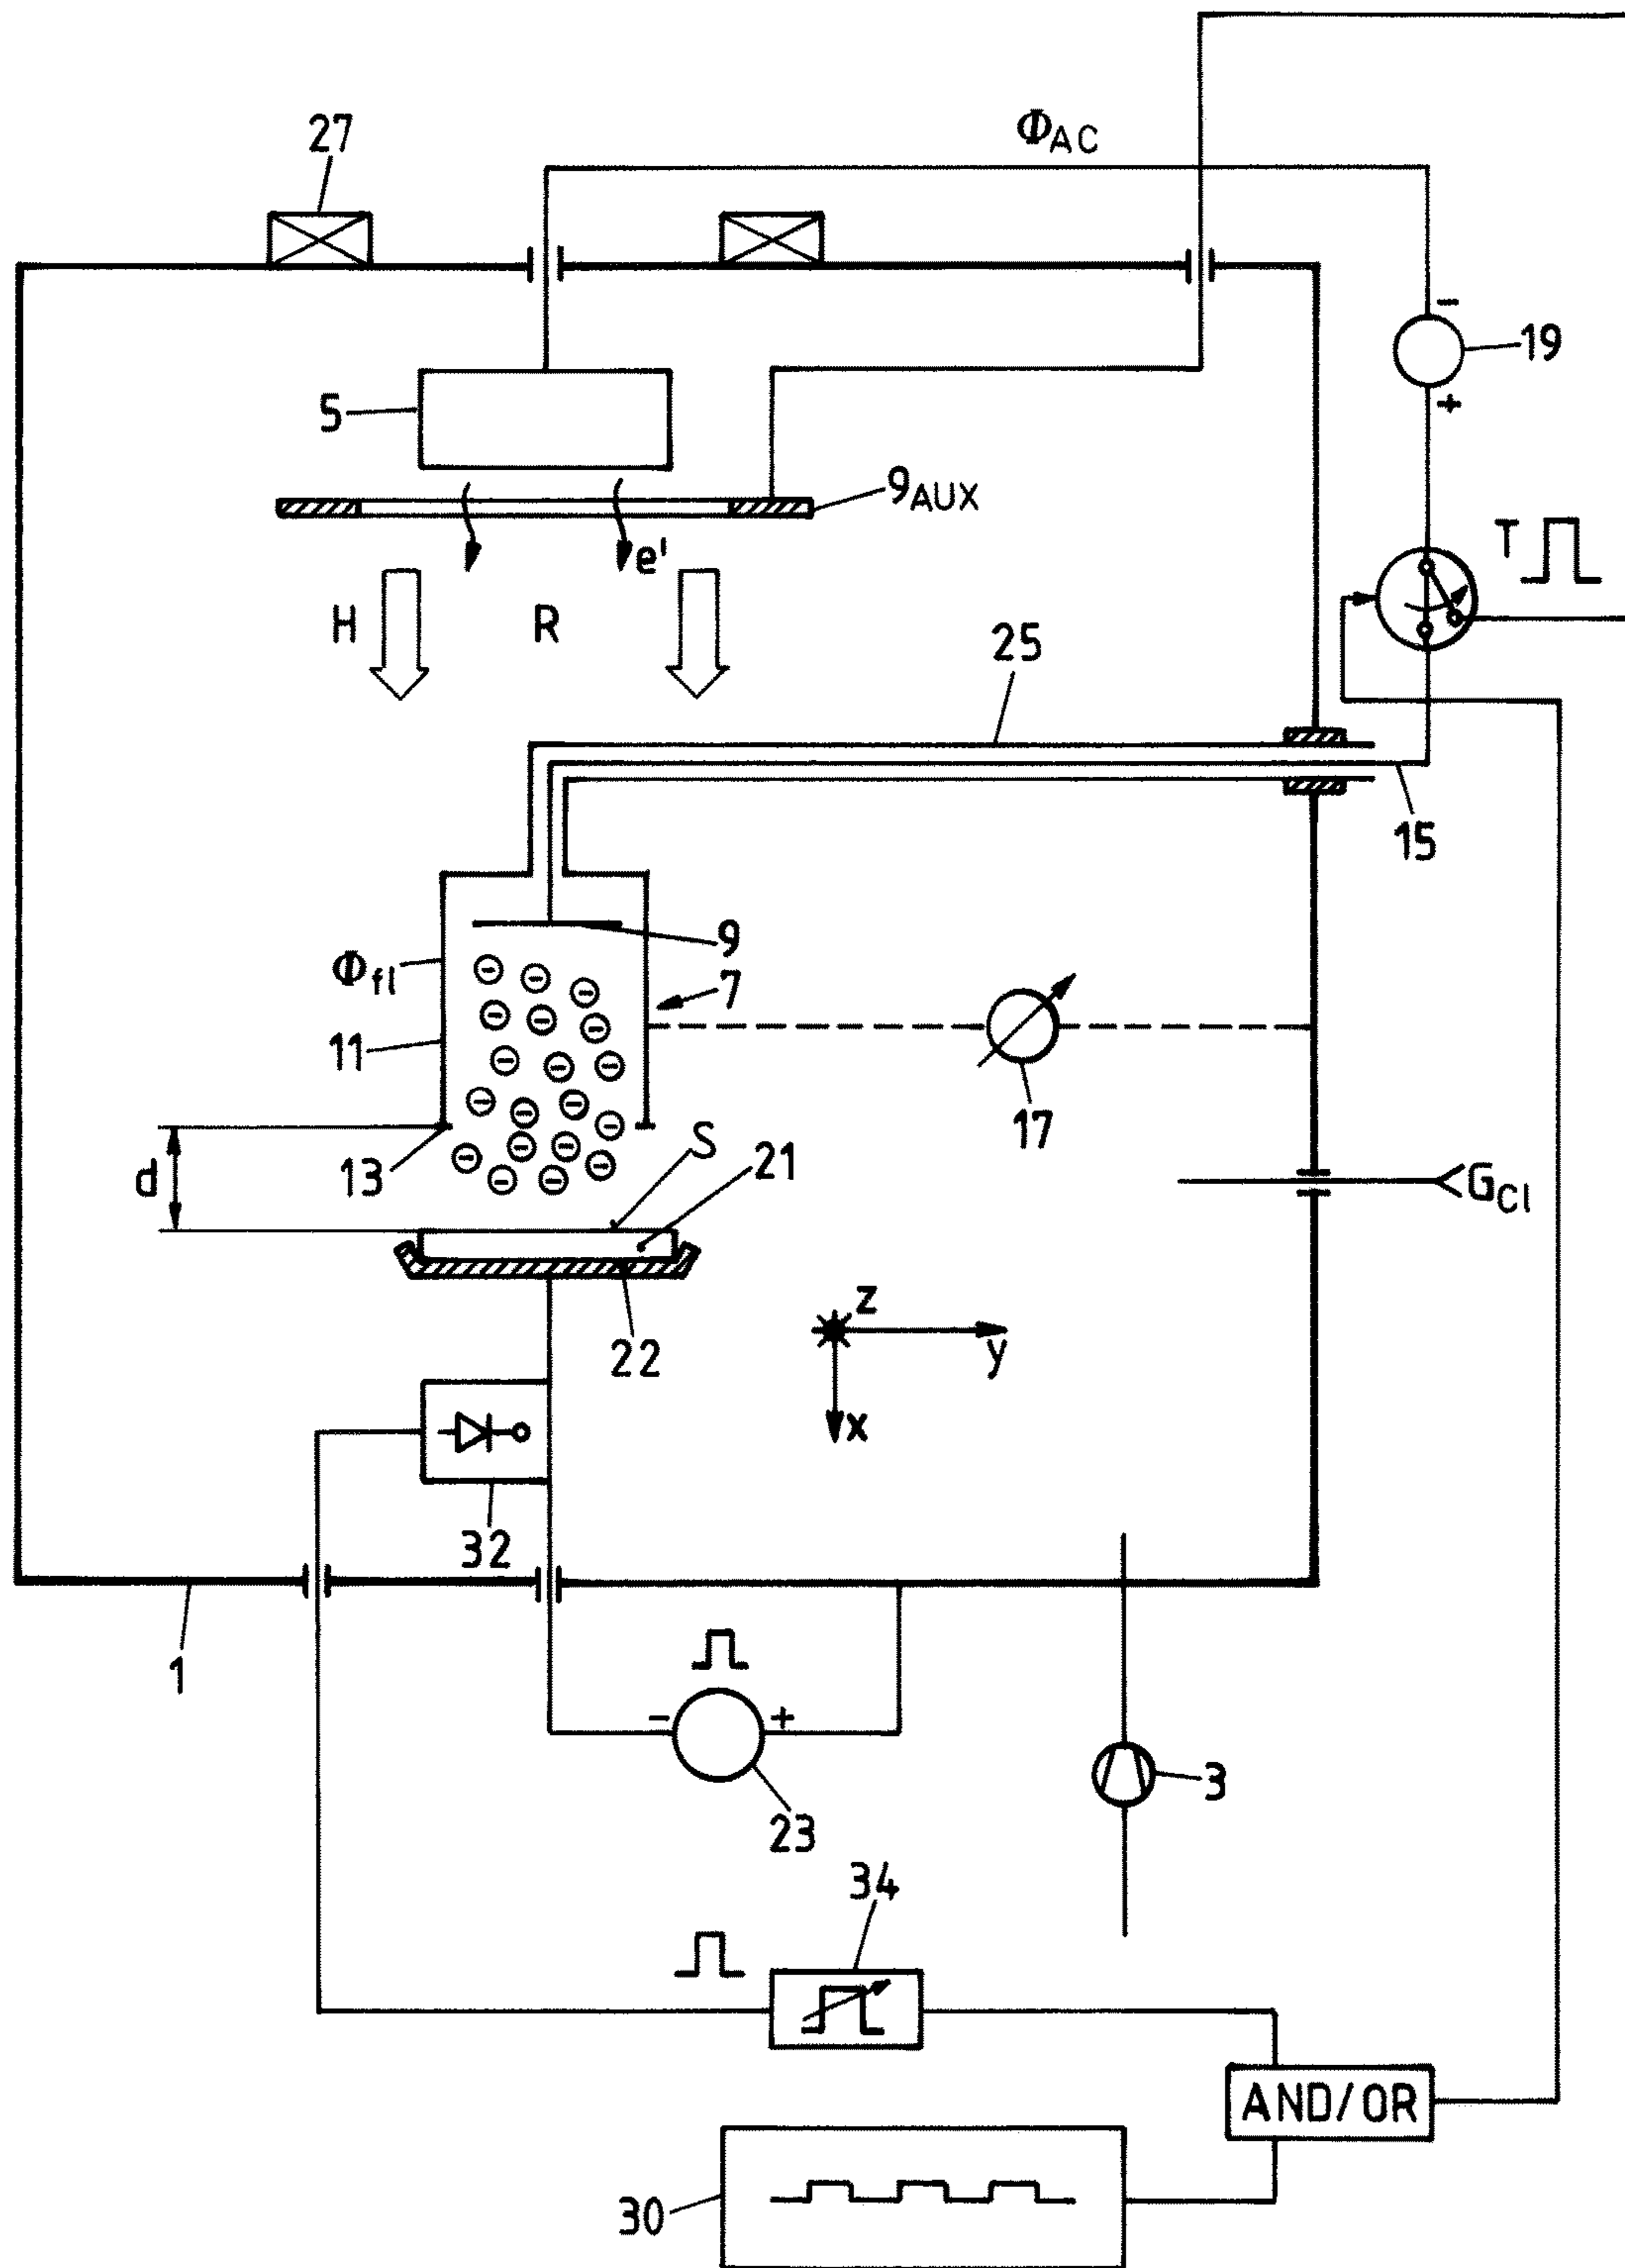 27
ΦAC
-
19
+
5
9AUX
e'
T
H
R
25
15
9
Φfl
7
11
17
S
21
13
d
GCl
z
y
22
x
32
1
-
+
3
23
34
AND/OR
30